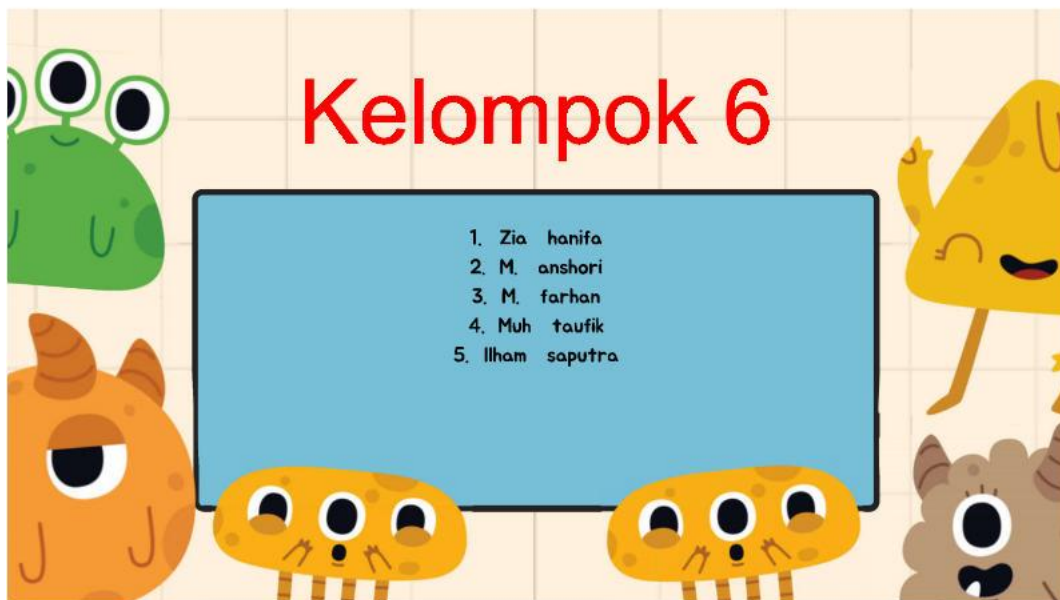 Kelompok 6
1. Zia hanifa
2. M. anshori
3. M. farhan
4. Muh taufik
5. Ilham saputra